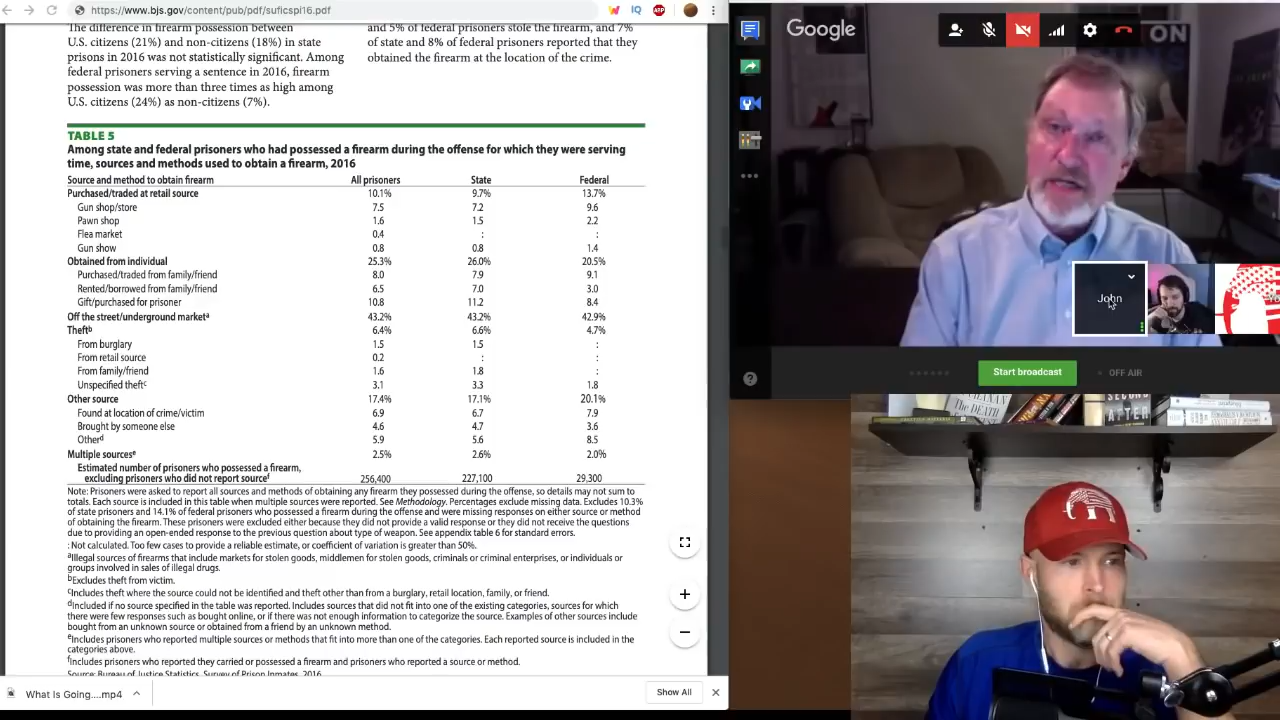 https://www.bjs.gov/content/pub/pdf/suficspi16.pdf
The difference in firearm possession between
U.S. citizens (21%) and non-citizens (18%) in state
prisons in 2016 was not statistically significant. Among
federal prisoners serving a sentence in 2016, firearm
possession was more than three times as high among
U.S. citizens (24%) as non-citizens (7%).
and 5% of federal prisoners stole the firearm, and 7%
of state and 8% of federal prisoners reported that they
obtained the firearm at the location of the crime.
TABLE 5
Among state and federal prisoners who had possessed a firearm during the offense for which they were serving
time, sources and methods used to obtain a firearm, 2016
Source and method to obtain firearm All prisoners State Federal
Purchased/traded at retail source 10.1% 9.7% 13.7%
Gun shop/store 7.5 7.2 9.6
Pawn shop 1.6 1.5 2.2
Flea market 0.4 : :
Gun show 0.8 0.8 1.4
Obtained from individual 25.3% 26.0% 20.5%
Purchased/traded from family/friend 8.0 7.9 9.1
Rented/borrowed from family/friend 6.5 7.0 3.0
Gift/purchased for prisoner 10.8 11.2 8.4
Off the street/underground marketa 43.2% 43.2% 42.9%
Theftb 6.4% 6.6% 4.7%
From burglary 1.5 1.5 :
From retail source 0.2 : :
From family/friend 1.6 1.8 :
Unspecified theftc 3.1 3.3 1.8
Other source 17.4% 17.1% 20.1%
Found at location of crime/victim 6.9 6.7 7.9
Brought by someone else 4.6 4.7 3.6
Otherd 5.9 5.6 8.5
Multiple sourcese 2.5% 2.6% 2.0%
Estimated number of prisoners who possessed a firearm,
excluding prisoners who did not report sourcef 256,400 227,100 29,300
Note: Prisoners were asked to report all sources and methods of obtaining any firearm they possessed during the offense, so details may not sum to
totals. Each source is included in this table when multiple sources were reported. See Methodology. Percentages exclude missing data. Excludes 10.3%
of state prisoners and 14.1% of federal prisoners who possessed a firearm during the offense and were missing responses on either source or method
of obtaining the firearm. These prisoners were excluded either because they did not provide a valid response or they did not receive the questions
due to providing an open-ended response to the previous question about type of weapon. See appendix table 6 for standard errors.
: Not calculated. Too few cases to provide a reliable estimate, or coefficient of variation is greater than 50%.
aIllegal sources of firearms that include markets for stolen goods, middlemen for stolen goods, criminals or criminal enterprises, or individuals or
groups involved in sales of illegal drugs.
bExcludes theft from victim.
cIncludes theft where the source could not be identified and theft other than from a burglary, retail location, family, or friend.
dIncluded if no source specified in the table was reported. Includes sources that did not fit into one of the existing categories, sources for which
there were few responses such as bought online, or if there was not enough information to categorize the source. Examples of other sources include
bought from an unknown source or obtained from a friend by an unknown method.
eIncludes prisoners who reported multiple sources or methods that fit into more than one of the categories. Each reported source is included in the
categories above.
fIncludes prisoners who reported they carried or possessed a firearm and prisoners who reported a source or method.
Source: Bureau of Justice Statistics, Survey of Prison Inmates, 2016.
What Is Going....mp4
Show All
Google
ON
John
Start broadcast
OFF AIR
DEATH
SECOND
AFTER